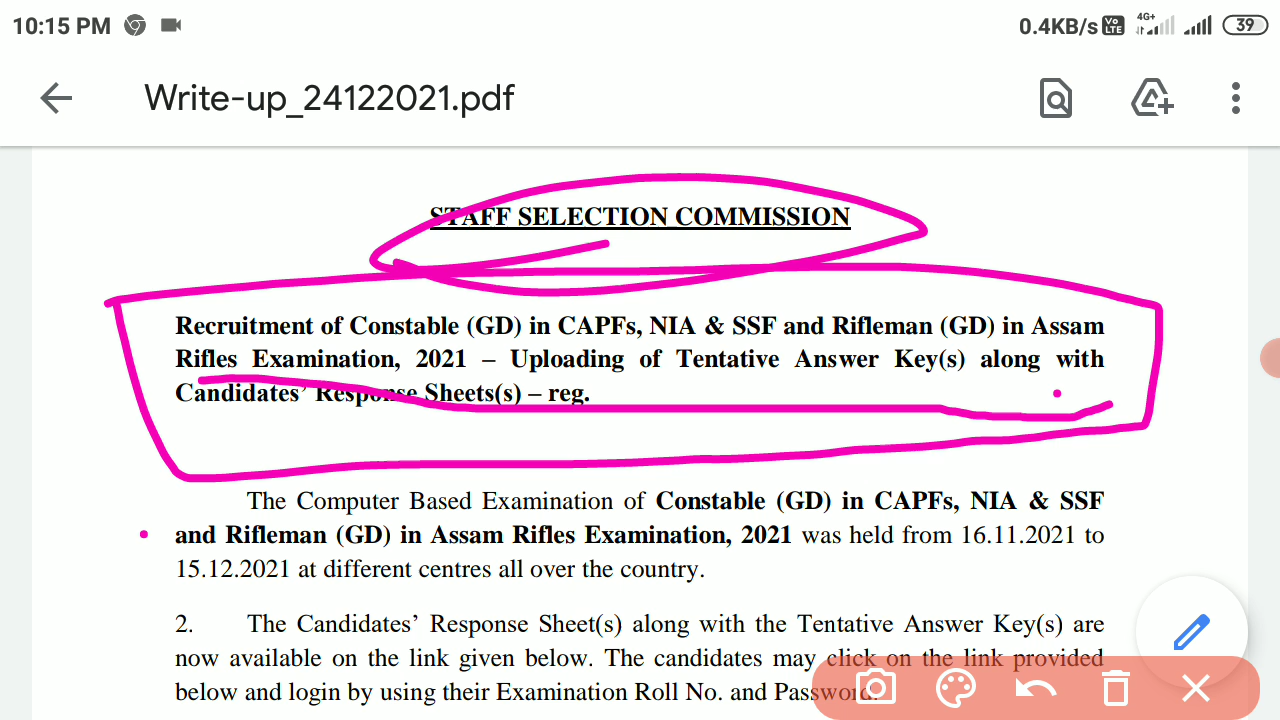 10:15 PM 0.4KB/s Vo LTE 4G+ 39
Write-up_24122021.pdf
STAFF SELECTION COMMISSION
Recruitment of Constable (GD) in CAPFs, NIA & SSF and Rifleman (GD) in Assam
Rifles Examination, 2021 – Uploading of Tentative Answer Key(s) along with
Candidates’ Response Sheets(s) – reg.
The Computer Based Examination of Constable (GD) in CAPFs, NIA & SSF
and Rifleman (GD) in Assam Rifles Examination, 2021 was held from 16.11.2021 to
15.12.2021 at different centres all over the country.
2. The Candidates’ Response Sheet(s) along with the Tentative Answer Key(s) are
now available on the link given below. The candidates may click on the link provided
below and login by using their Examination Roll No. and Password.